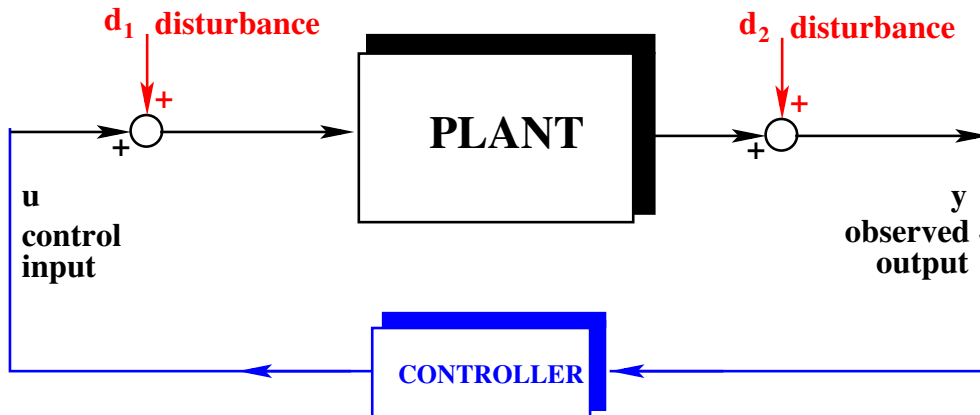 d1 disturbance
d2 disturbance
+
+
PLANT
+
+
u
control
input
y
observed
output
CONTROLLER